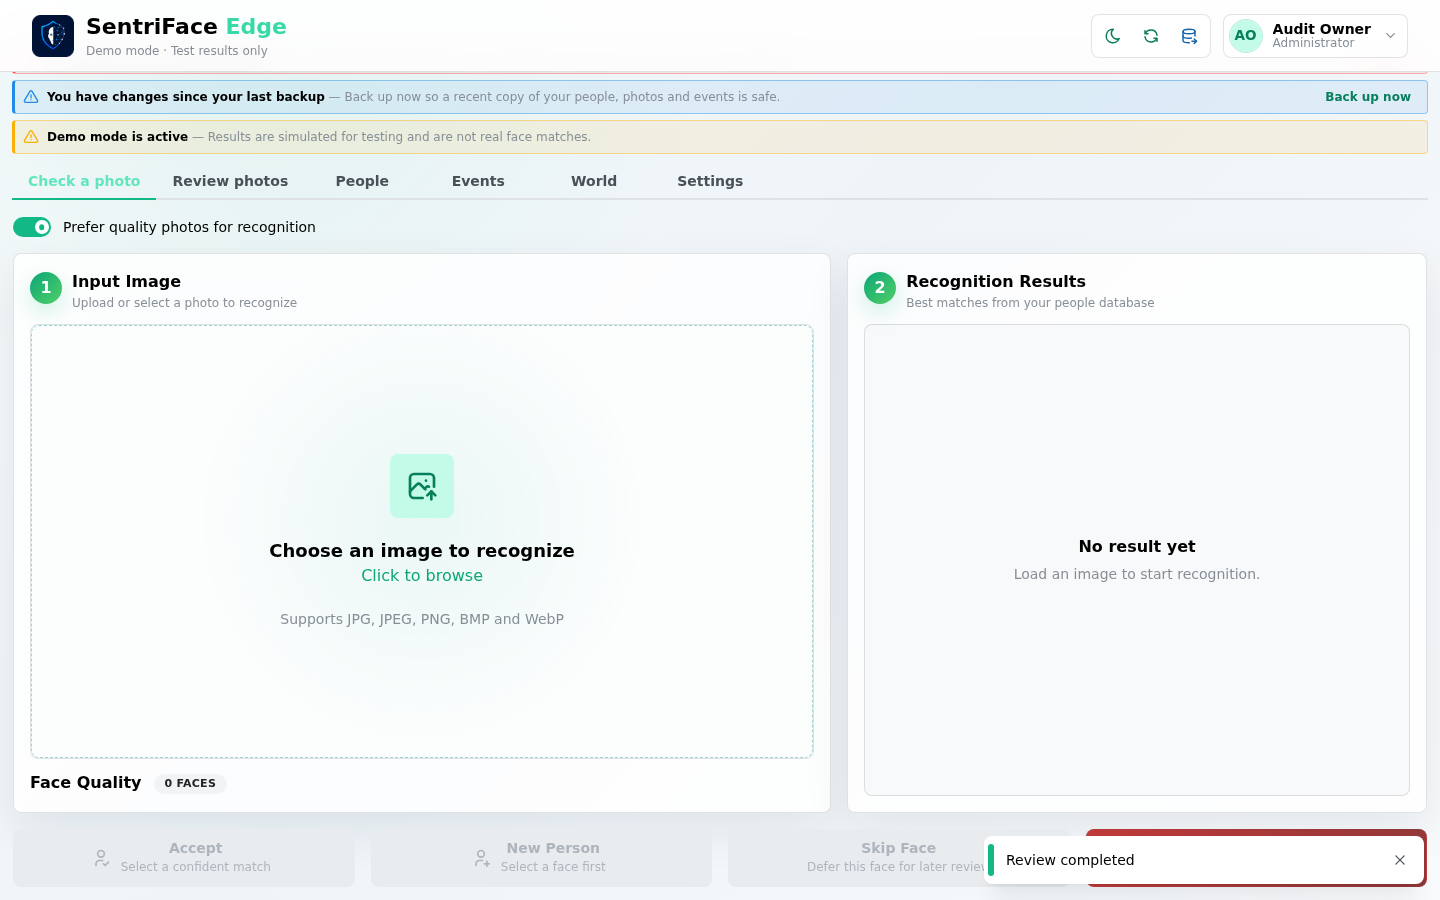 SentriFace Edge
Demo mode · Test results only
AO
Audit Owner
Administrator
You have changes since your last backup — Back up now so a recent copy of your people, photos and events is safe.
Back up now
Demo mode is active — Results are simulated for testing and are not real face matches.
Check a photo
Review photos
People
Events
World
Settings
Prefer quality photos for recognition
1
Input Image
Upload or select a photo to recognize
Choose an image to recognize
Click to browse
Supports JPG, JPEG, PNG, BMP and WebP
Face Quality
0 FACES
2
Recognition Results
Best matches from your people database
No result yet
Load an image to start recognition.
Accept
Select a confident match
New Person
Select a face first
Skip Face
Defer this face for later
Review completed